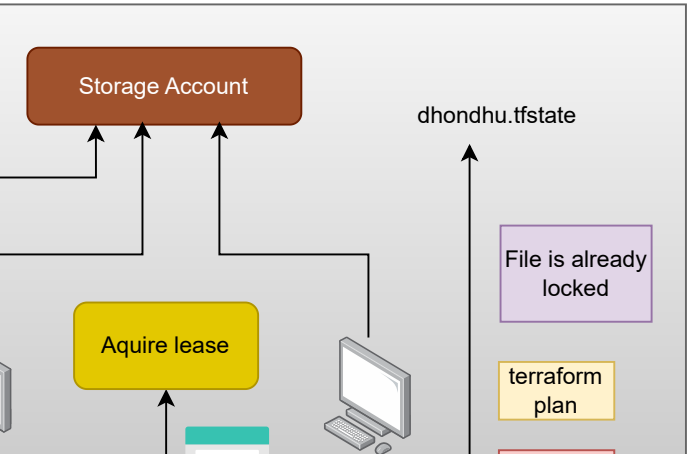 Storage Account
dhondhu.tfstate
File is already
locked
Aquire lease
terraform
plan